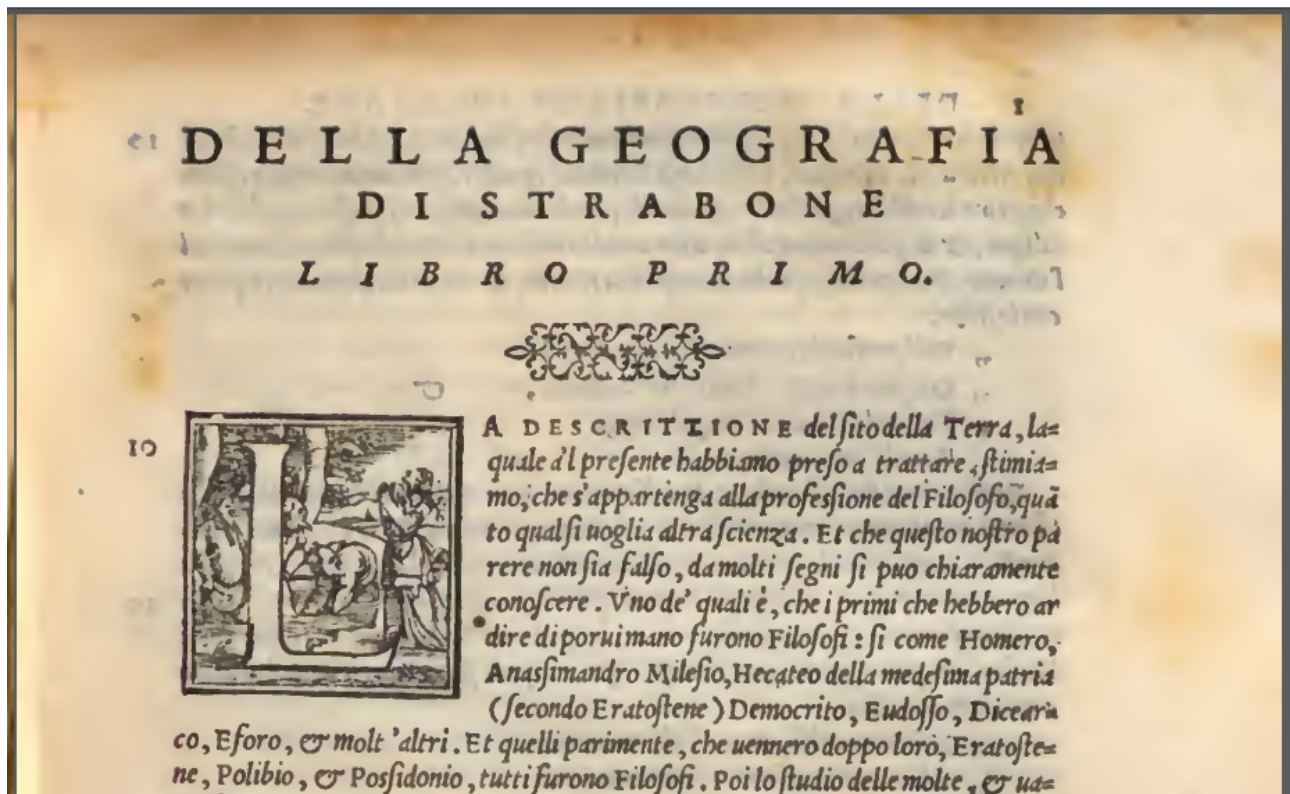 1
DELLA GEOGRAFIA
DI STRABONE
LIBRO PRIMO.
LA DESCRITTIONE del ſito della Terra, la=
10
quale al preſente habbiamo preſo a trattare, ſtimia=
mo, che s'appartenga alla profeſſione del Filoſofo, quã
to qual ſi uoglia altra ſcienza. Et che queſto noſtro pa
rere non ſia falſo, da molti ſegni ſi puo chiaramente
conoſcere. Vno de' quali è, che i primi che hebbero ar
dire di porui mano furono Filoſofi: ſi come Homero,
Anaſſimandro Mileſio, Hecateo della medeſima patria
(ſecondo Eratoſtene) Democrito, Eudoſſo, Dicear=
co, Eforo, & molt'altri. Et quelli parimente, che uennero doppo loro, Eratoſte=
ne, Polibio, & Poſſidonio, tutti furono Filoſofi. Poi lo ſtudio delle molte, & ua=